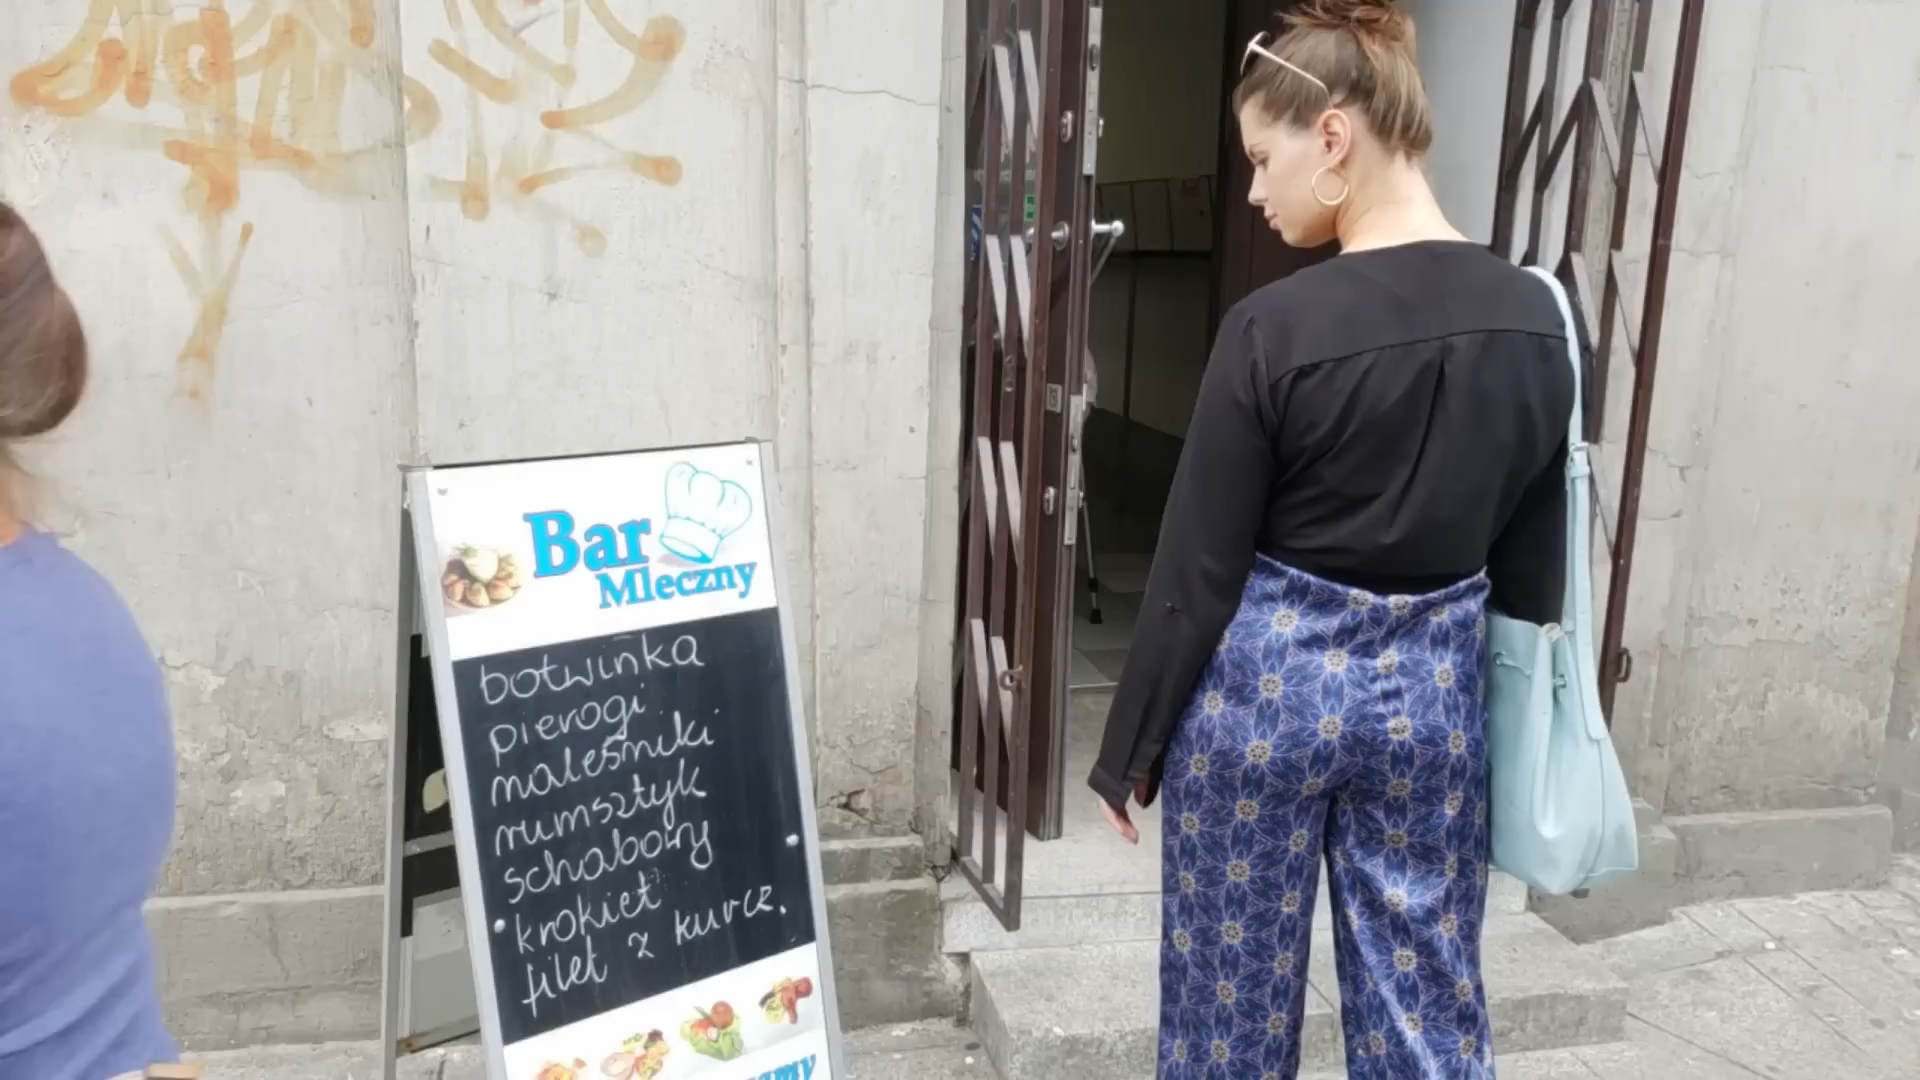 Bar
Mleczny
botwinka
pierogi
naleśniki
rumsztyk
schabowy
krokiet
filet z kurcz.